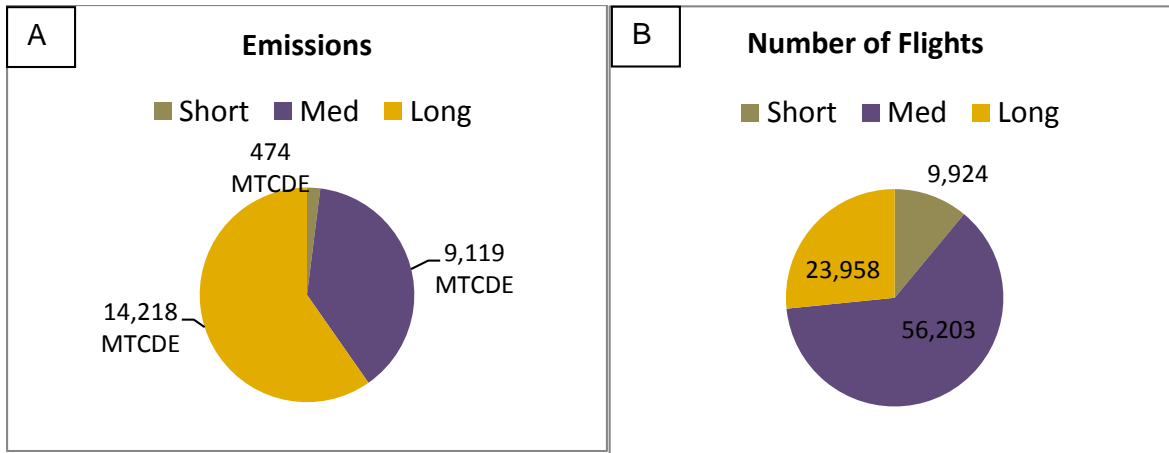 A
Emissions
Short Med Long
474
MTCDE
9,119
MTCDE
14,218
MTCDE
B
Number of Flights
Short Med Long
9,924
23,958
56,203